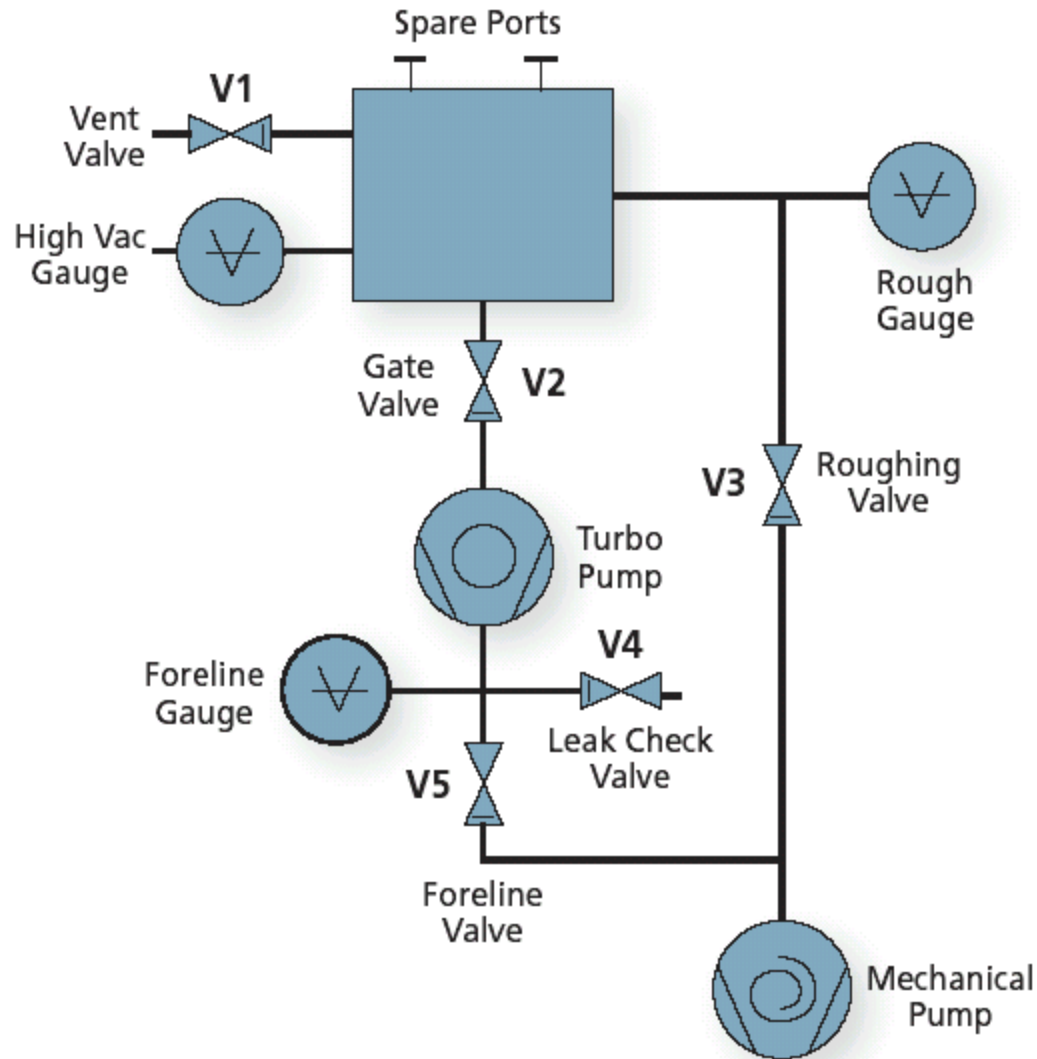 Spare Ports
V1
Vent
Valve
High Vac
Gauge
Rough
Gauge
Gate
Valve
V2
V3
Roughing
Valve
Turbo
Pump
V4
Foreline
Gauge
Leak Check
Valve
V5
Foreline
Valve
Mechanical
Pump